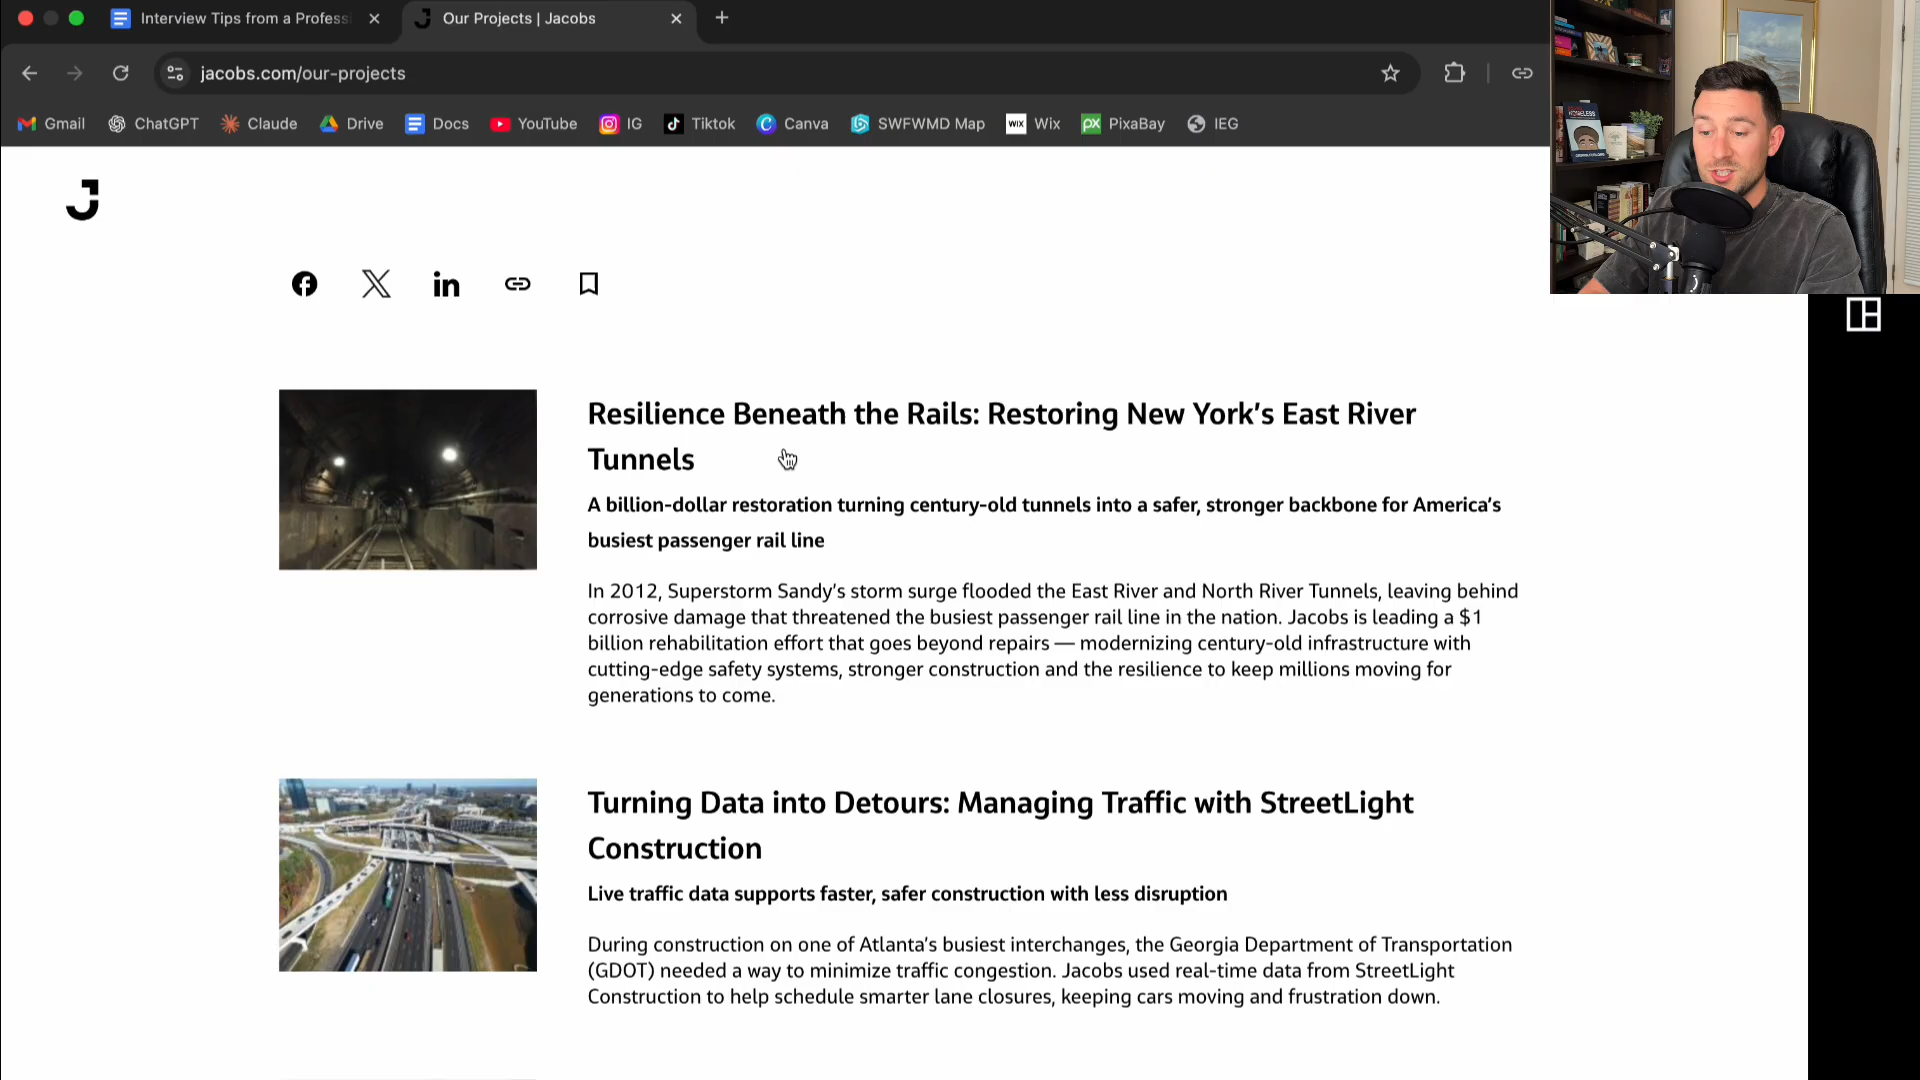 Interview Tips from a Profess
Our Projects | Jacobs
jacobs.com/our-projects
Gmail
ChatGPT
Claude
Drive
Docs
YouTube
IG
Tiktok
Canva
SWFWMD Map
WIX Wix
px PixaBay
IEG
Resilience Beneath the Rails: Restoring New York’s East River
Tunnels
A billion-dollar restoration turning century-old tunnels into a safer, stronger backbone for America’s
busiest passenger rail line
In 2012, Superstorm Sandy’s storm surge flooded the East River and North River Tunnels, leaving behind
corrosive damage that threatened the busiest passenger rail line in the nation. Jacobs is leading a $1
billion rehabilitation effort that goes beyond repairs — modernizing century-old infrastructure with
cutting-edge safety systems, stronger construction and the resilience to keep millions moving for
generations to come.
Turning Data into Detours: Managing Traffic with StreetLight
Construction
Live traffic data supports faster, safer construction with less disruption
During construction on one of Atlanta’s busiest interchanges, the Georgia Department of Transportation
(GDOT) needed a way to minimize traffic congestion. Jacobs used real-time data from StreetLight
Construction to help schedule smarter lane closures, keeping cars moving and frustration down.